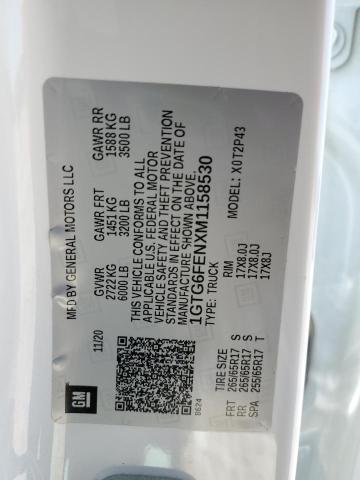 GM
MFD BY GENERAL MOTORS LLC
11/20 GVWR GAWR FRT GAWR RR
2722 KG 1451 KG 1588 KG
6000 LB 3200 LB 3500 LB
THIS VEHICLE CONFORMS TO ALL
APPLICABLE U.S. FEDERAL MOTOR
VEHICLE SAFETY AND THEFT PREVENTION
STANDARDS IN EFFECT ON THE DATE OF
MANUFACTURE SHOWN ABOVE.
1GTG6FENXM1158530
TYPE: TRUCK
8624
MODEL: X0T2P43
TIRE SIZE RIM
FRT 265/65R17 S 17X8.0J
RR 265/65R17 S 17X8.0J
SPA 255/65R17 T 17X8J